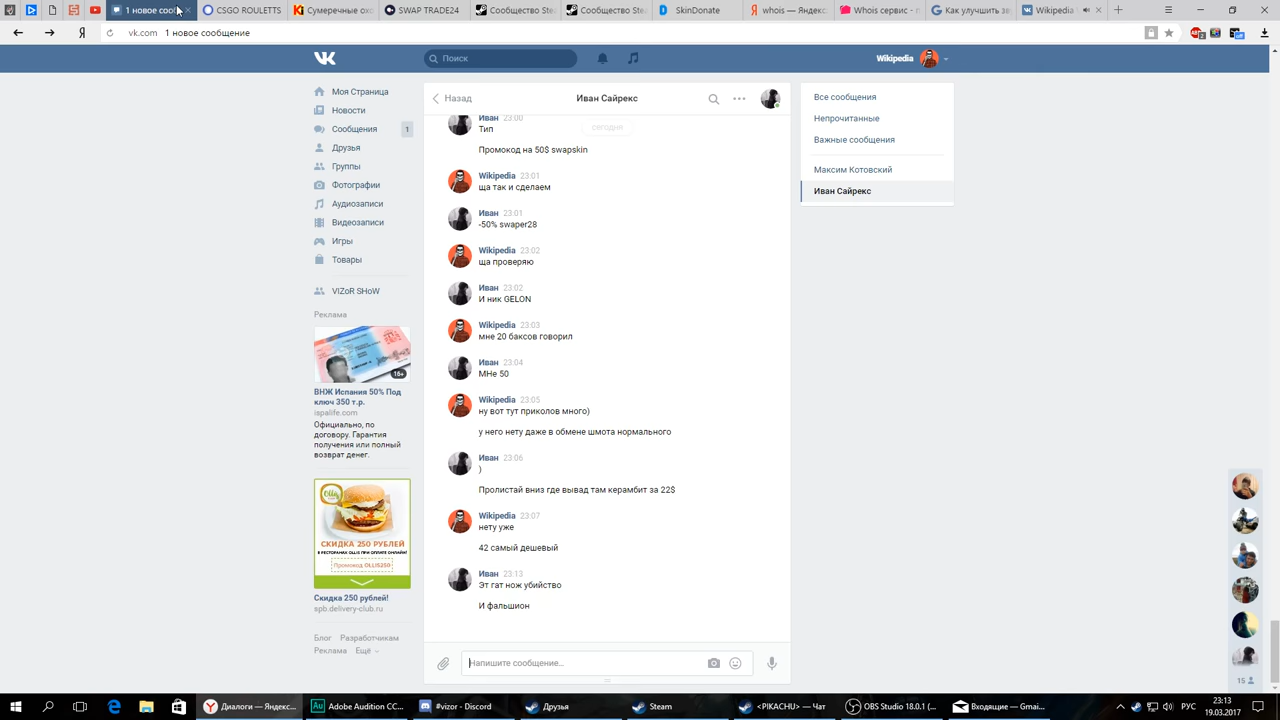 1 новое сооб
CSGO ROULETTS
Сумеречные охо
SWAP TRADE24
Сообщество Stea
Сообщество Stea
SkinDonate
whois — Яндекс
Whois сервис - п
Как улучшить зв
Wikipedia
vk.com 1 новое сообщение
Поиск
Wikipedia
Моя Страница
Новости
Сообщения 1
Друзья
Группы
Фотографии
Аудиозаписи
Видеозаписи
Игры
Товары
VIZoR SHoW
Реклама
16+
ВНЖ Испания 50% Под
ключ 350 т.р.
ispalife.com
Официально, по
договору. Гарантия
получения или полный
возврат денег.
Ollis
СКИДКА 250 РУБЛЕЙ
В РЕСТОРАНАХ OLLIS ПРИ ОПЛАТЕ ОНЛАЙН!
Промокод OLLIS250
Скидка 250 рублей!
spb.delivery-club.ru
Блог Разработчикам
Реклама Ещё
Назад
Иван Сайрекс
сегодня
Иван 23:00
Тип
Промокод на 50$ swapskin
Wikipedia 23:01
ща так и сделаем
Иван 23:01
-50% swaper28
Wikipedia 23:02
ща проверяю
Иван 23:02
И ник GELON
Wikipedia 23:03
мне 20 баксов говорил
Иван 23:04
МНе 50
Wikipedia 23:05
ну вот тут приколов много)
у него нету даже в обмене шмота нормального
Иван 23:06
)
Пролистай вниз где вывад там керамбит за 22$
Wikipedia 23:07
нету уже
42 самый дешевый
Иван 23:13
Эт гат нож убийство
И фальшион
Напишите сообщение...
Все сообщения
Непрочитанные
Важные сообщения
Максим Котовский
Иван Сайрекс
15
Диалоги — Яндекс...
Adobe Audition CC...
#vizor - Discord
Друзья
Steam
<PIKACHU> — Чат
OBS Studio 18.0.1 (...
Входящие — Gmai...
23:13
19.03.2017